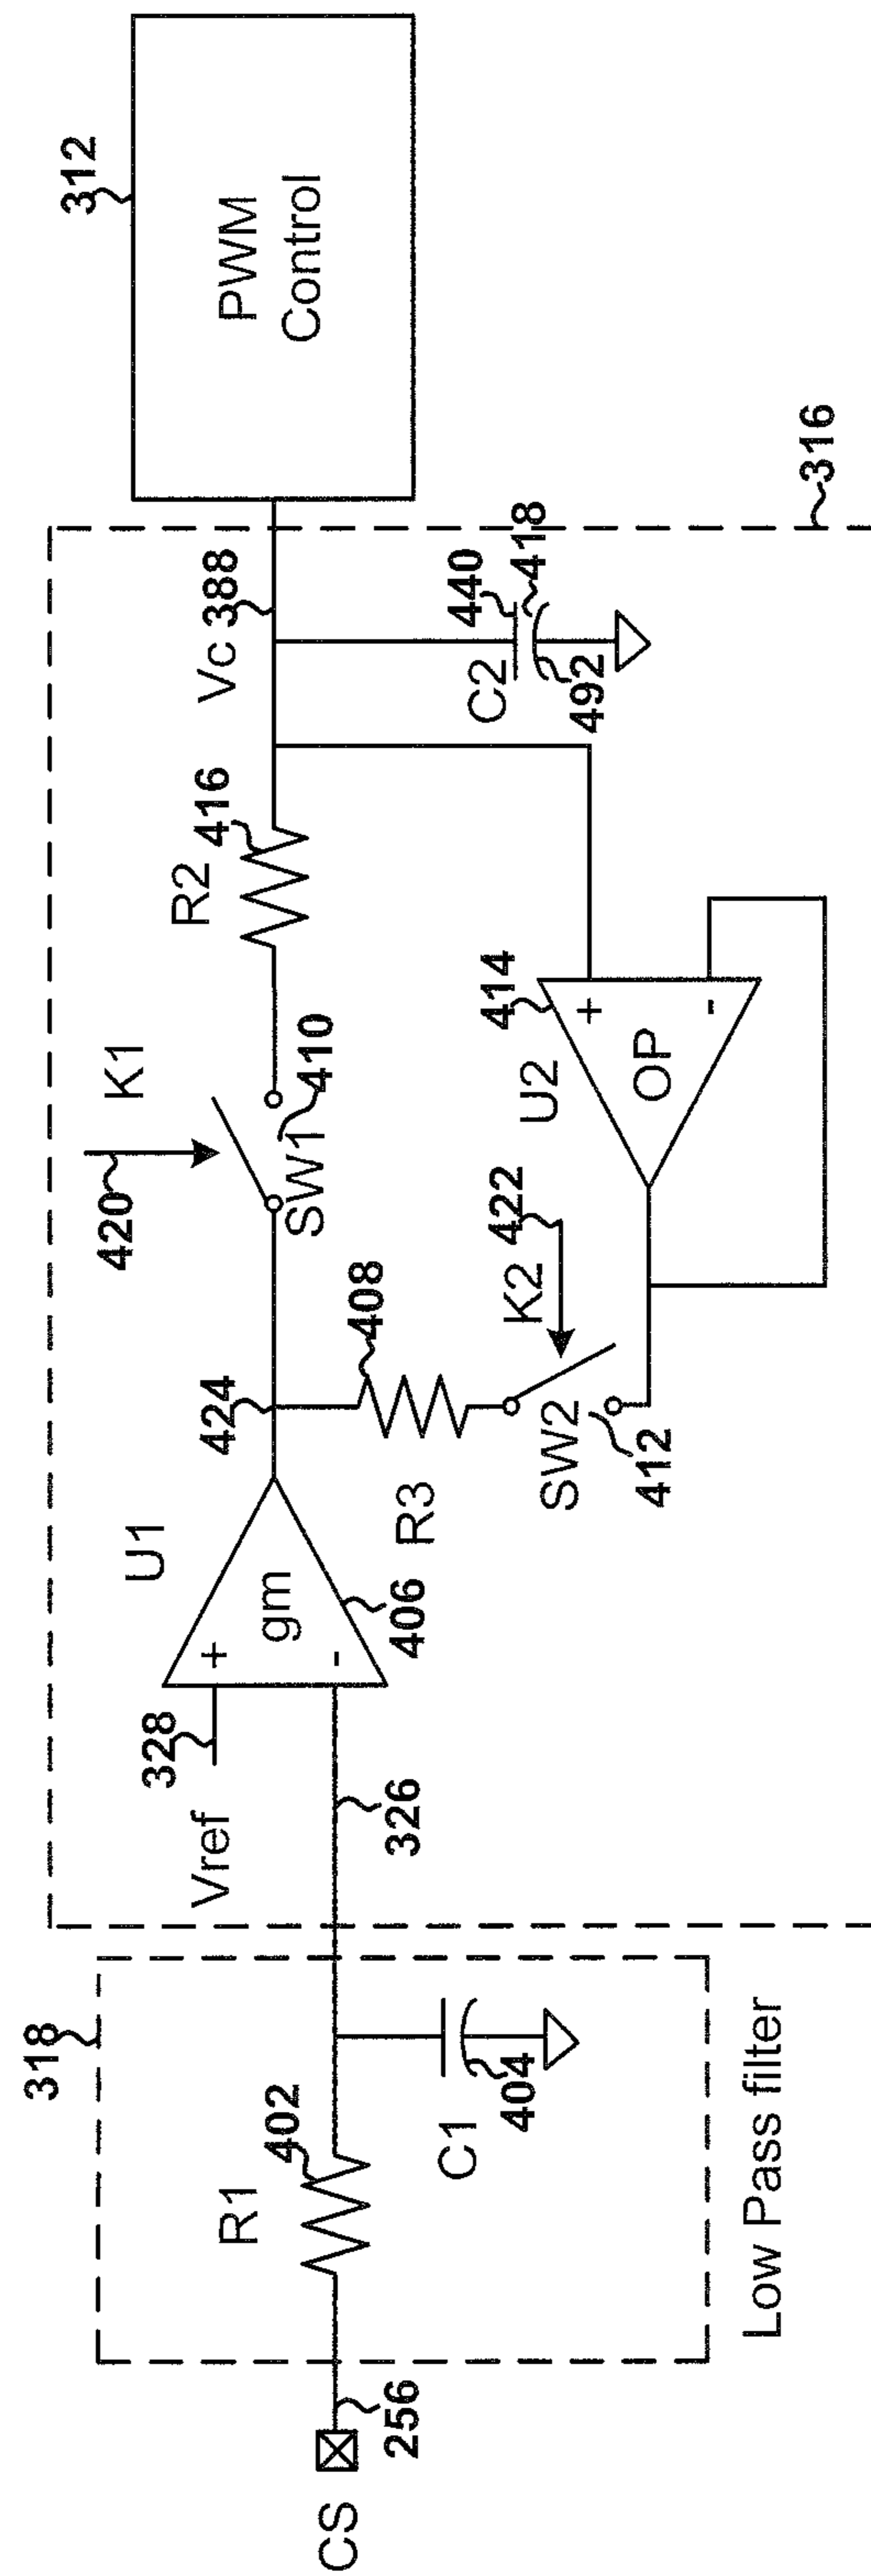 CS
256
318
R1
402
C1
404
Low Pass filter
Vref
328
326
U1
+
gm
-
406
424
R3
408
SW2
412
K2
422
420
K1
SW1
410
U2
414
+
OP
-
R2
416
Vc
388
C2
440
418
492
316
312
PWM
Control